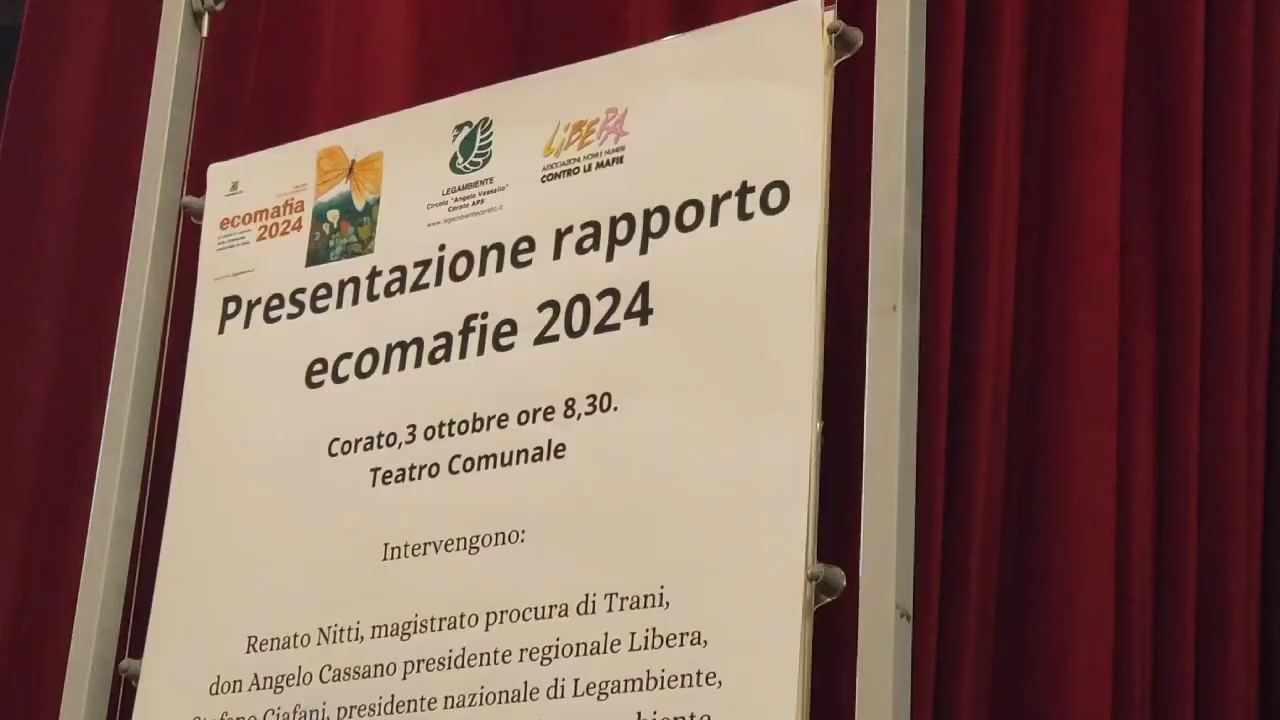 ecomafia
2024
LEGAMBIENTE
Circolo "Angelo Vassallo"
Corato APS
www.legambientecorato.it
LiBERA
ASSOCIAZIONI, NOMI E NUMERI
CONTRO LE MAFIE
Presentazione rapporto
ecomafie 2024
Corato,3 ottobre ore 8,30.
Teatro Comunale
Intervengono:
Renato Nitti, magistrato procura di Trani,
don Angelo Cassano presidente regionale Libera,
Stefano Ciafani, presidente nazionale di Legambiente,